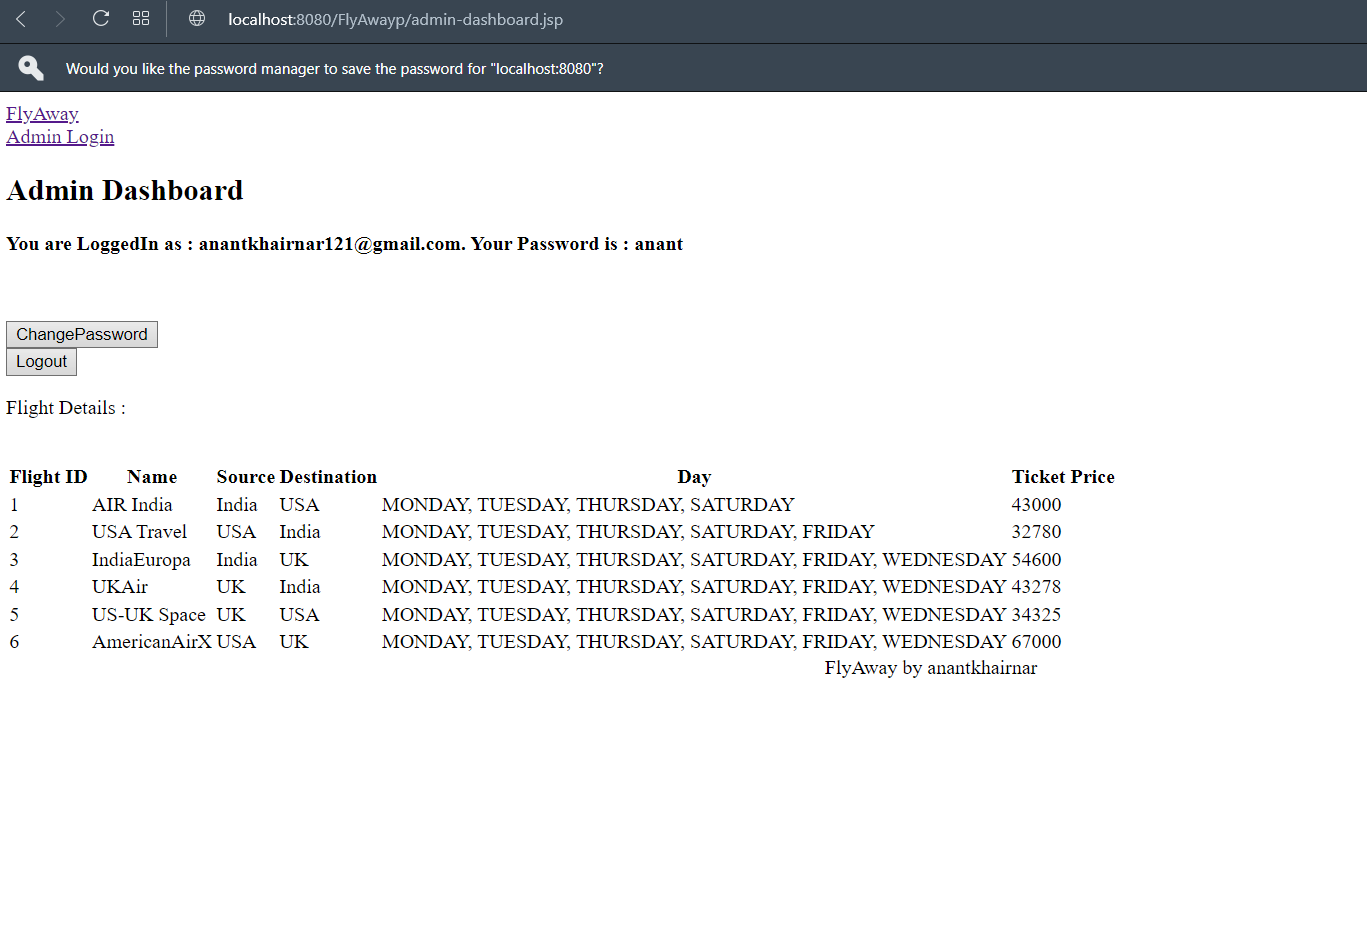 localhost:8080/FlyAwayp/admin-dashboard.jsp
Would you like the password manager to save the password for "localhost:8080"?
FlyAway
Admin Login
Admin Dashboard
You are LoggedIn as : anantkhairnar121@gmail.com. Your Password is : anant
ChangePassword
Logout
Flight Details :
Flight ID Name Source Destination Day Ticket Price
1 AIR India India USA MONDAY, TUESDAY, THURSDAY, SATURDAY 43000
2 USA Travel USA India MONDAY, TUESDAY, THURSDAY, SATURDAY, FRIDAY 32780
3 IndiaEuropa India UK MONDAY, TUESDAY, THURSDAY, SATURDAY, FRIDAY, WEDNESDAY 54600
4 UKAir UK India MONDAY, TUESDAY, THURSDAY, SATURDAY, FRIDAY, WEDNESDAY 43278
5 US-UK Space UK USA MONDAY, TUESDAY, THURSDAY, SATURDAY, FRIDAY, WEDNESDAY 34325
6 AmericanAirX USA UK MONDAY, TUESDAY, THURSDAY, SATURDAY, FRIDAY, WEDNESDAY 67000
FlyAway by anantkhairnar